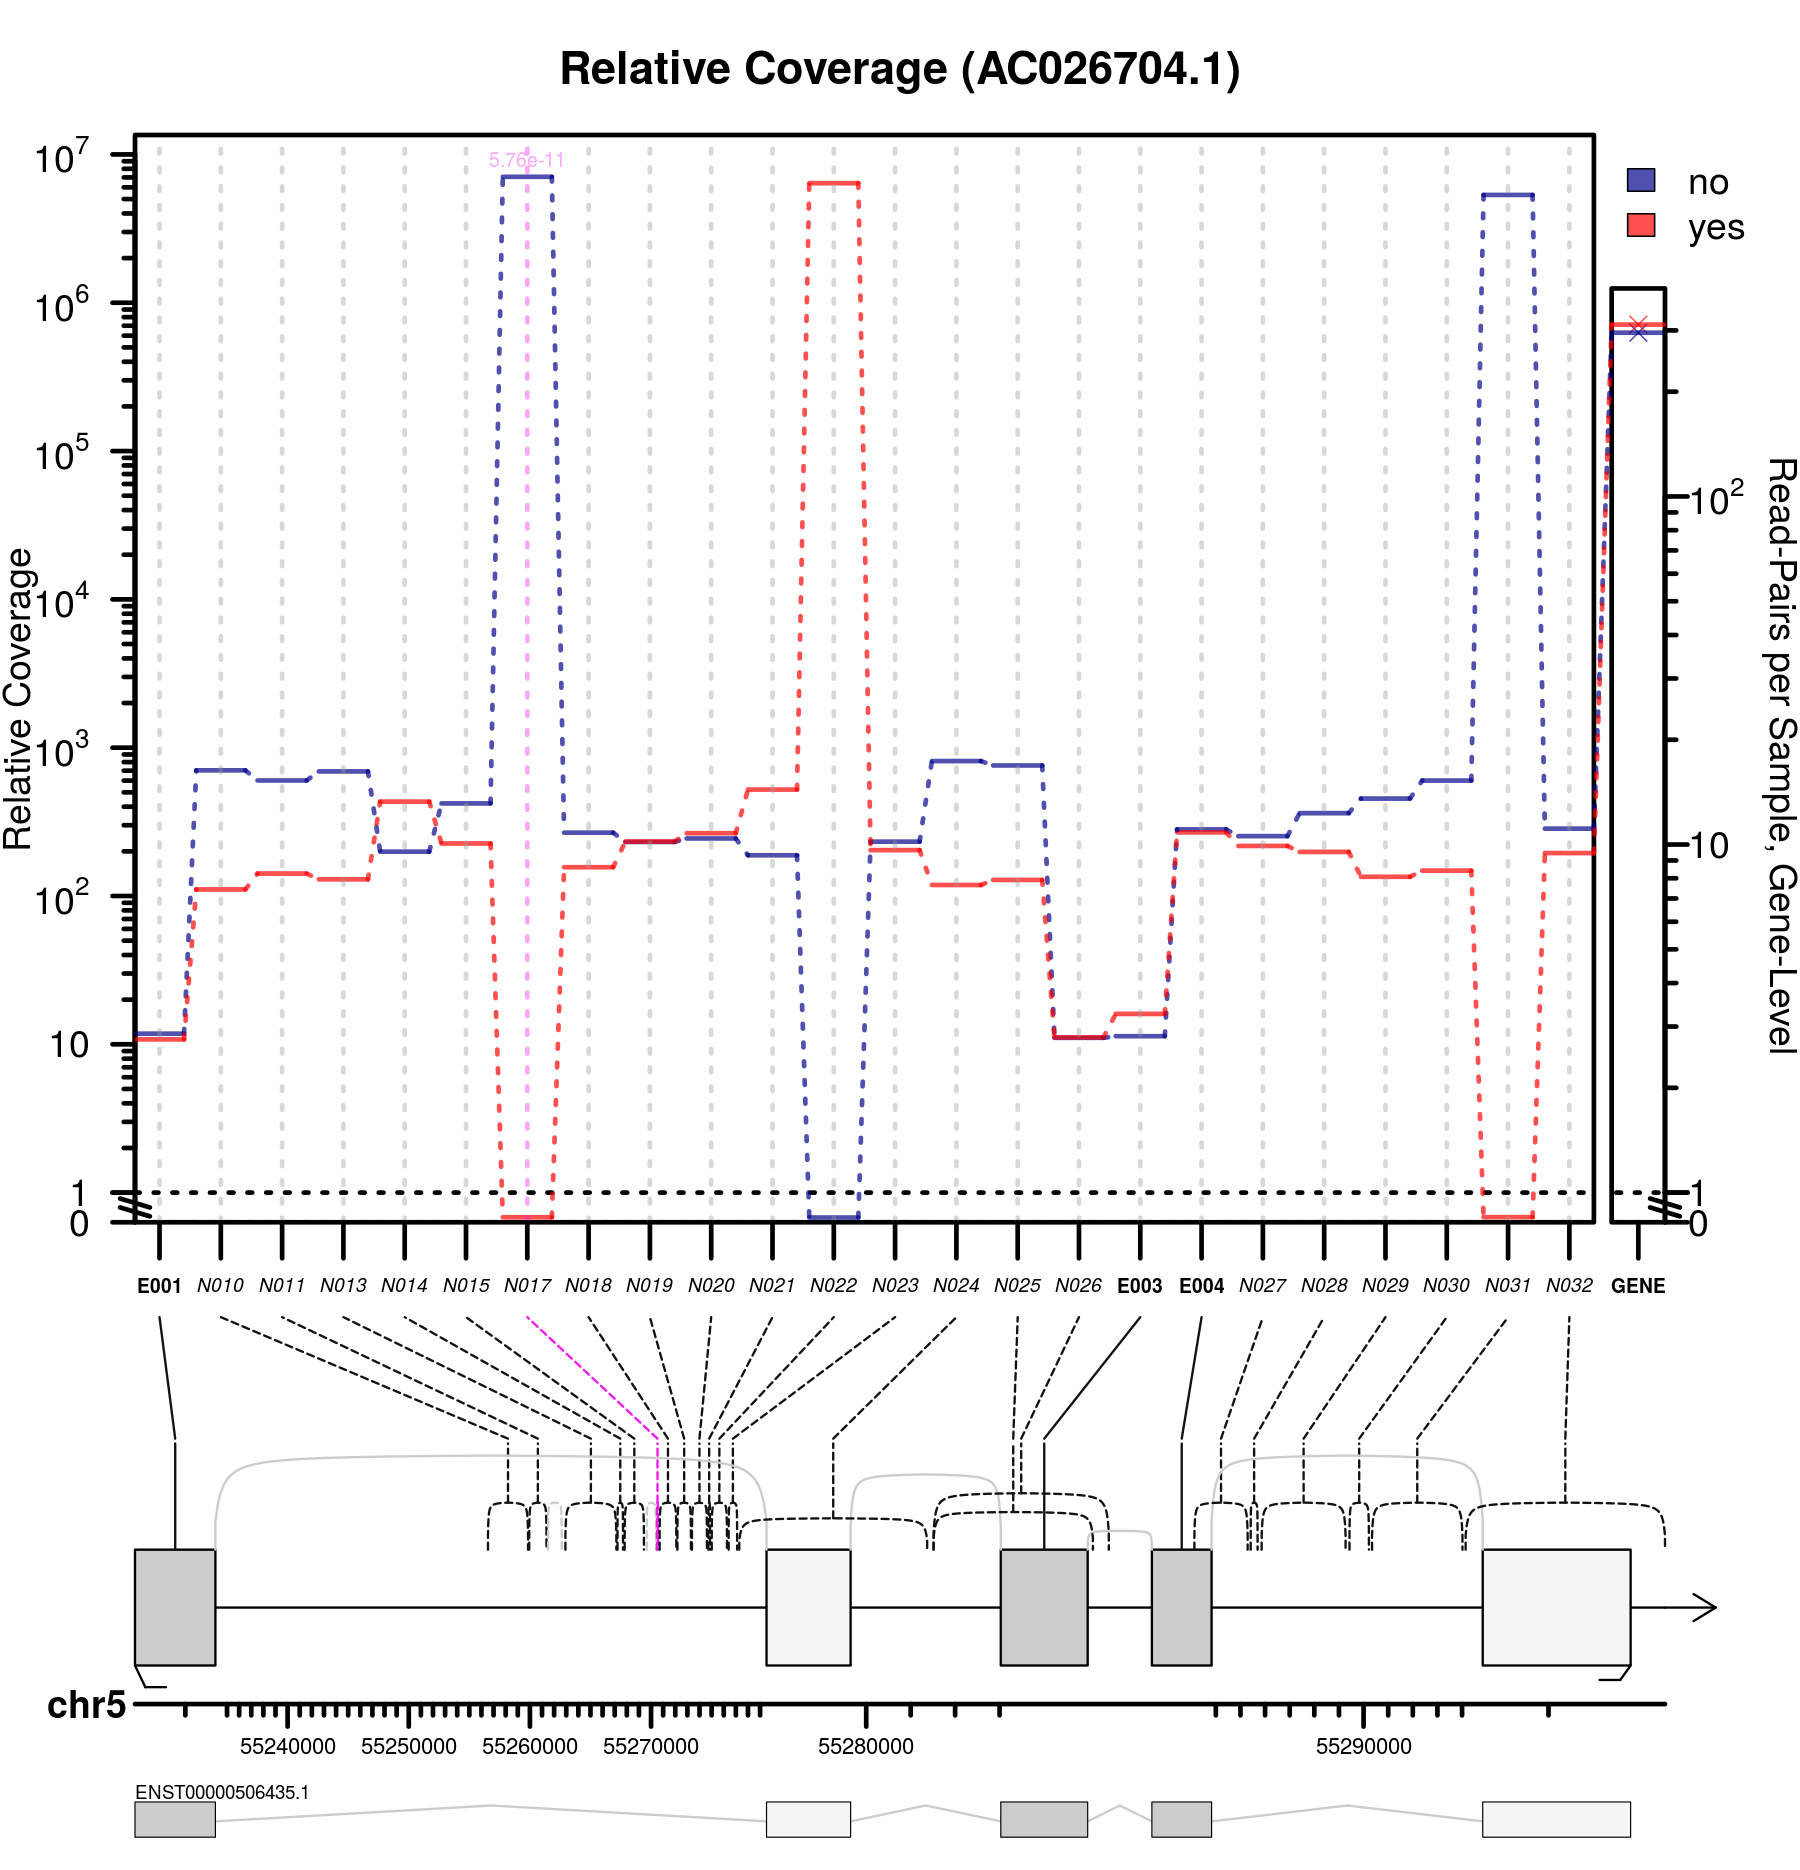 Relative Coverage (AC026704.1)
5.76e-11
no
yes
Relative Coverage
10^7
10^6
10^5
10^4
10^3
10^2
10
1
0
10^2
10
1
0
Read-Pairs per Sample, Gene-Level
E001 N010 N011 N013 N014 N015 N017 N018 N019 N020 N021 N022 N023 N024 N025 N026 E003 E004 N027 N028 N029 N030 N031 N032 GENE
chr5
55240000 55250000 55260000 55270000 55280000 55290000
ENST00000506435.1